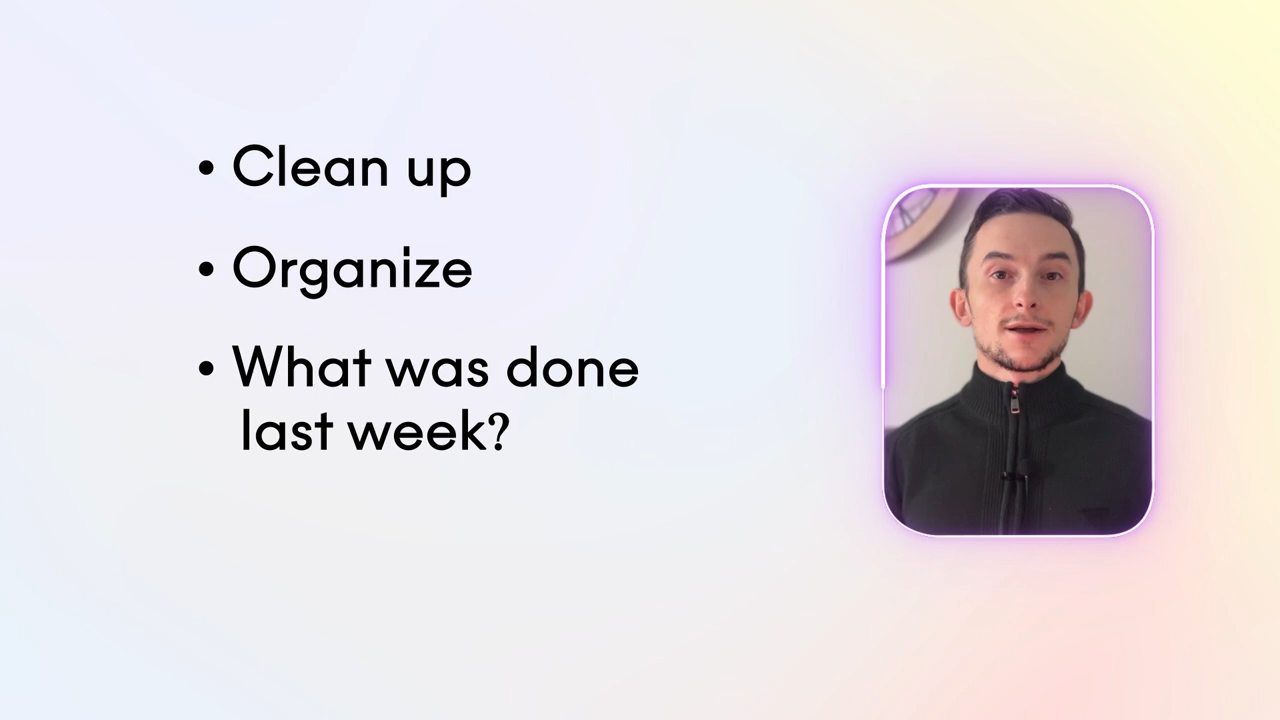 • Clean up
• Organize
• What was done
last week?